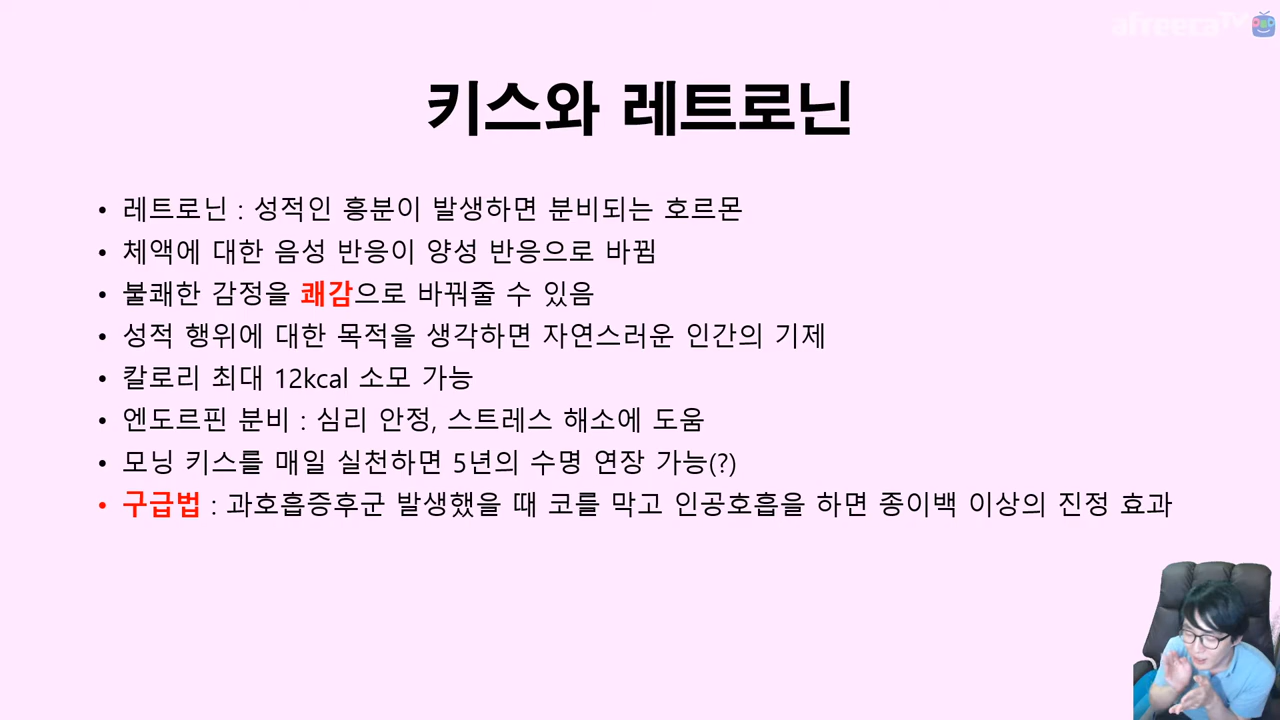 afreecaTV
키스와 레트로닌
• 레트로닌 : 성적인 흥분이 발생하면 분비되는 호르몬
• 체액에 대한 음성 반응이 양성 반응으로 바뀜
• 불쾌한 감정을 쾌감으로 바꿔줄 수 있음
• 성적 행위에 대한 목적을 생각하면 자연스러운 인간의 기제
• 칼로리 최대 12kcal 소모 가능
• 엔도르핀 분비 : 심리 안정, 스트레스 해소에 도움
• 모닝 키스를 매일 실천하면 5년의 수명 연장 가능(?)
• 구급법 : 과호흡증후군 발생했을 때 코를 막고 인공호흡을 하면 종이백 이상의 진정 효과